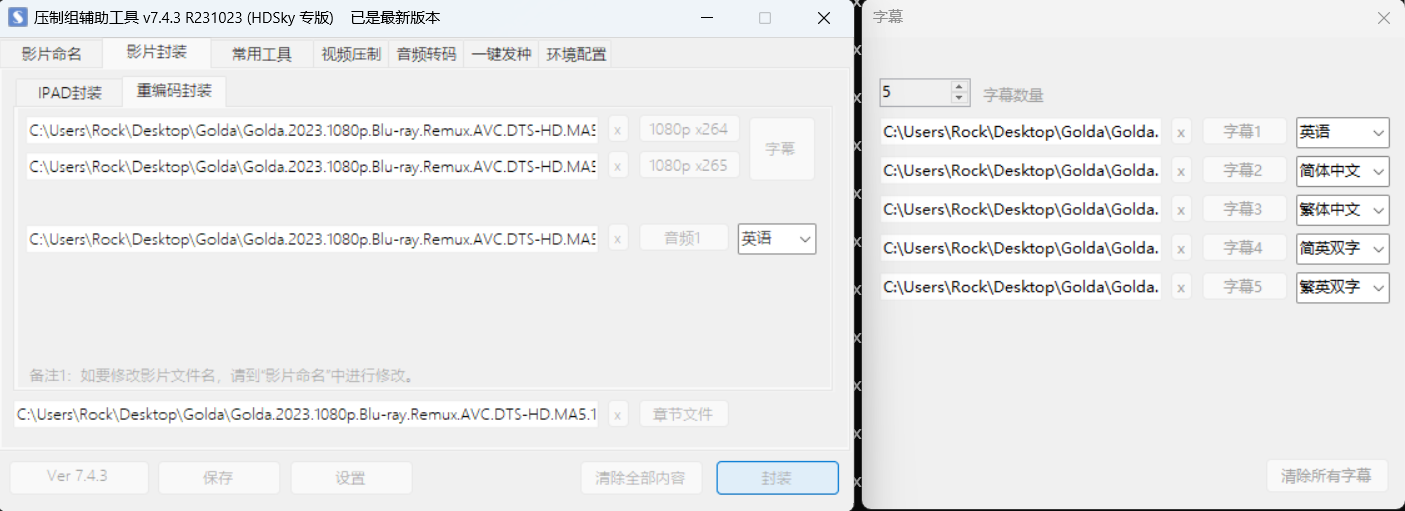 压制组辅助工具 v7.4.3 R231023 (HDSky 专版) 已是最新版本
影片命名 影片封装 常用工具 视频压制 音频转码 一键发种 环境配置
IPAD封装 重编码封装
C:\Users\Rock\Desktop\Golda\Golda.2023.1080p.Blu-ray.Remux.AVC.DTS-HD.MA5 x 1080p x264
字幕
C:\Users\Rock\Desktop\Golda\Golda.2023.1080p.Blu-ray.Remux.AVC.DTS-HD.MA5 x 1080p x265
C:\Users\Rock\Desktop\Golda\Golda.2023.1080p.Blu-ray.Remux.AVC.DTS-HD.MA5 x 音频1 英语
备注1: 如要修改影片文件名，请到“影片命名”中进行修改。
C:\Users\Rock\Desktop\Golda\Golda.2023.1080p.Blu-ray.Remux.AVC.DTS-HD.MA5.1 x 章节文件
Ver 7.4.3 保存 设置 清除全部内容 封装
字幕
5 字幕数量
C:\Users\Rock\Desktop\Golda\Golda. x 字幕1 英语
C:\Users\Rock\Desktop\Golda\Golda. x 字幕2 简体中文
C:\Users\Rock\Desktop\Golda\Golda. x 字幕3 繁体中文
C:\Users\Rock\Desktop\Golda\Golda. x 字幕4 简英双字
C:\Users\Rock\Desktop\Golda\Golda. x 字幕5 繁英双字
清除所有字幕